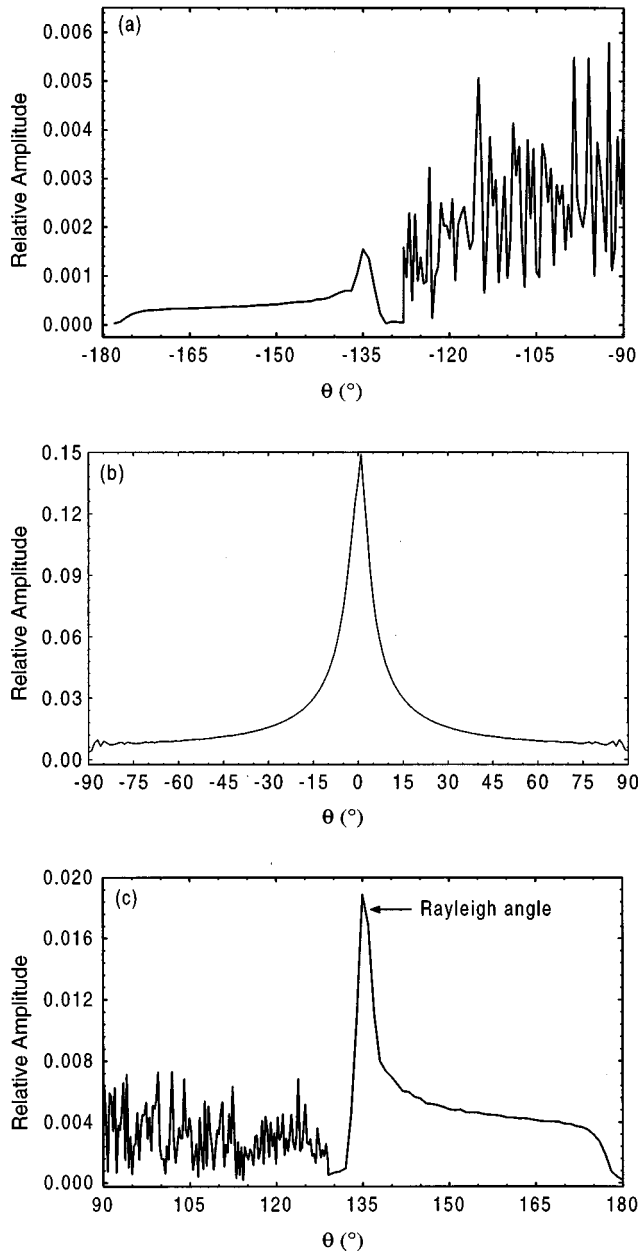 (a)
Relative Amplitude
0.006
0.005
0.004
0.003
0.002
0.001
0.000
-180 -165 -150 -135 -120 -105 -90
θ (°)
(b)
Relative Amplitude
0.15
0.12
0.09
0.06
0.03
0.00
-90 -75 -60 -45 -30 -15 0 15 30 45 60 75 90
θ (°)
(c)
Relative Amplitude
0.020
0.016
0.012
0.008
0.004
0.000
Rayleigh angle
90 105 120 135 150 165 180
θ (°)